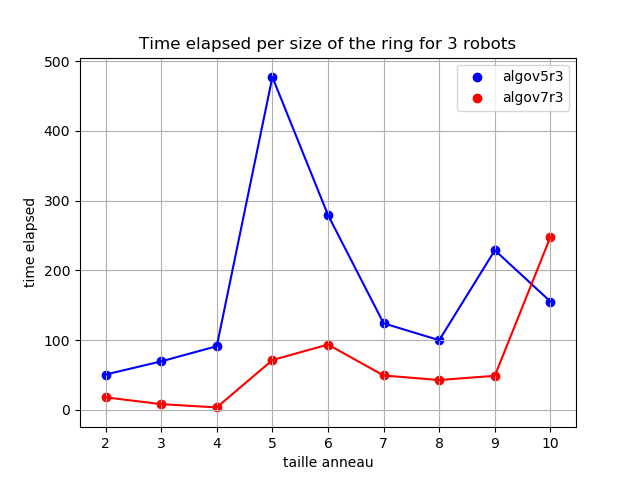 Time elapsed per size of the ring for 3 robots
algov5r3
algov7r3
500
400
300
200
100
0
time elapsed
2 3 4 5 6 7 8 9 10
taille anneau